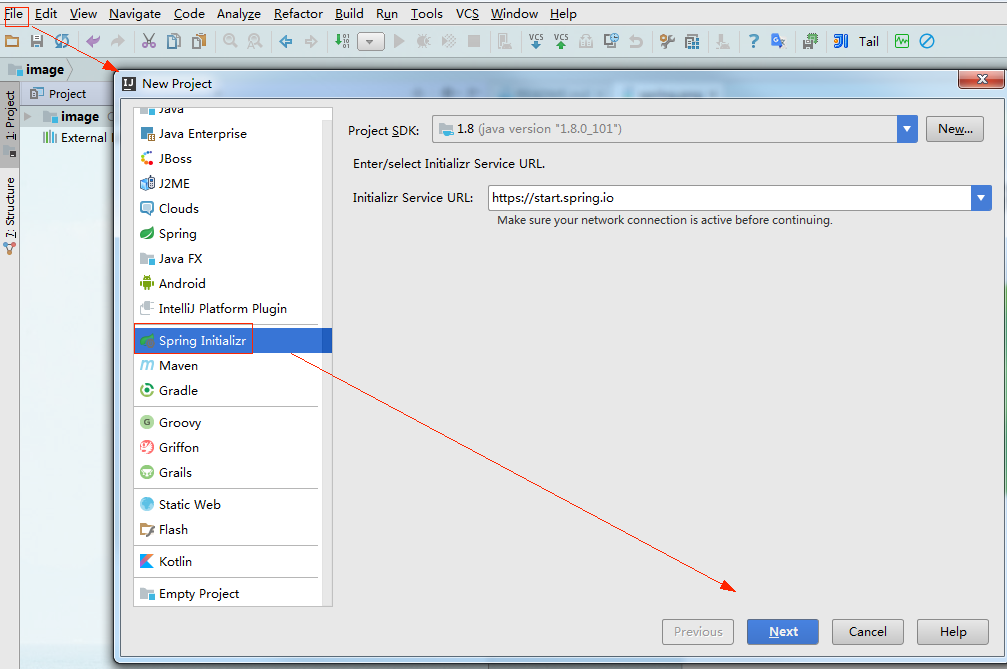 File Edit View Navigate Code Analyze Refactor Build Run Tools VCS Window Help
VCS VCS ? Tail
image
New Project
1: Project
Project
image
External
7: Structure
Java
Java Enterprise
JBoss
J2ME
Clouds
Spring
Java FX
Android
IntelliJ Platform Plugin
Spring Initializr
Maven
Gradle
Groovy
Griffon
Grails
Static Web
Flash
Kotlin
Empty Project
Project SDK: 1.8 (java version "1.8.0_101") New...
Enter/select Initializr Service URL.
Initializr Service URL: https://start.spring.io
Make sure your network connection is active before continuing.
Previous Next Cancel Help